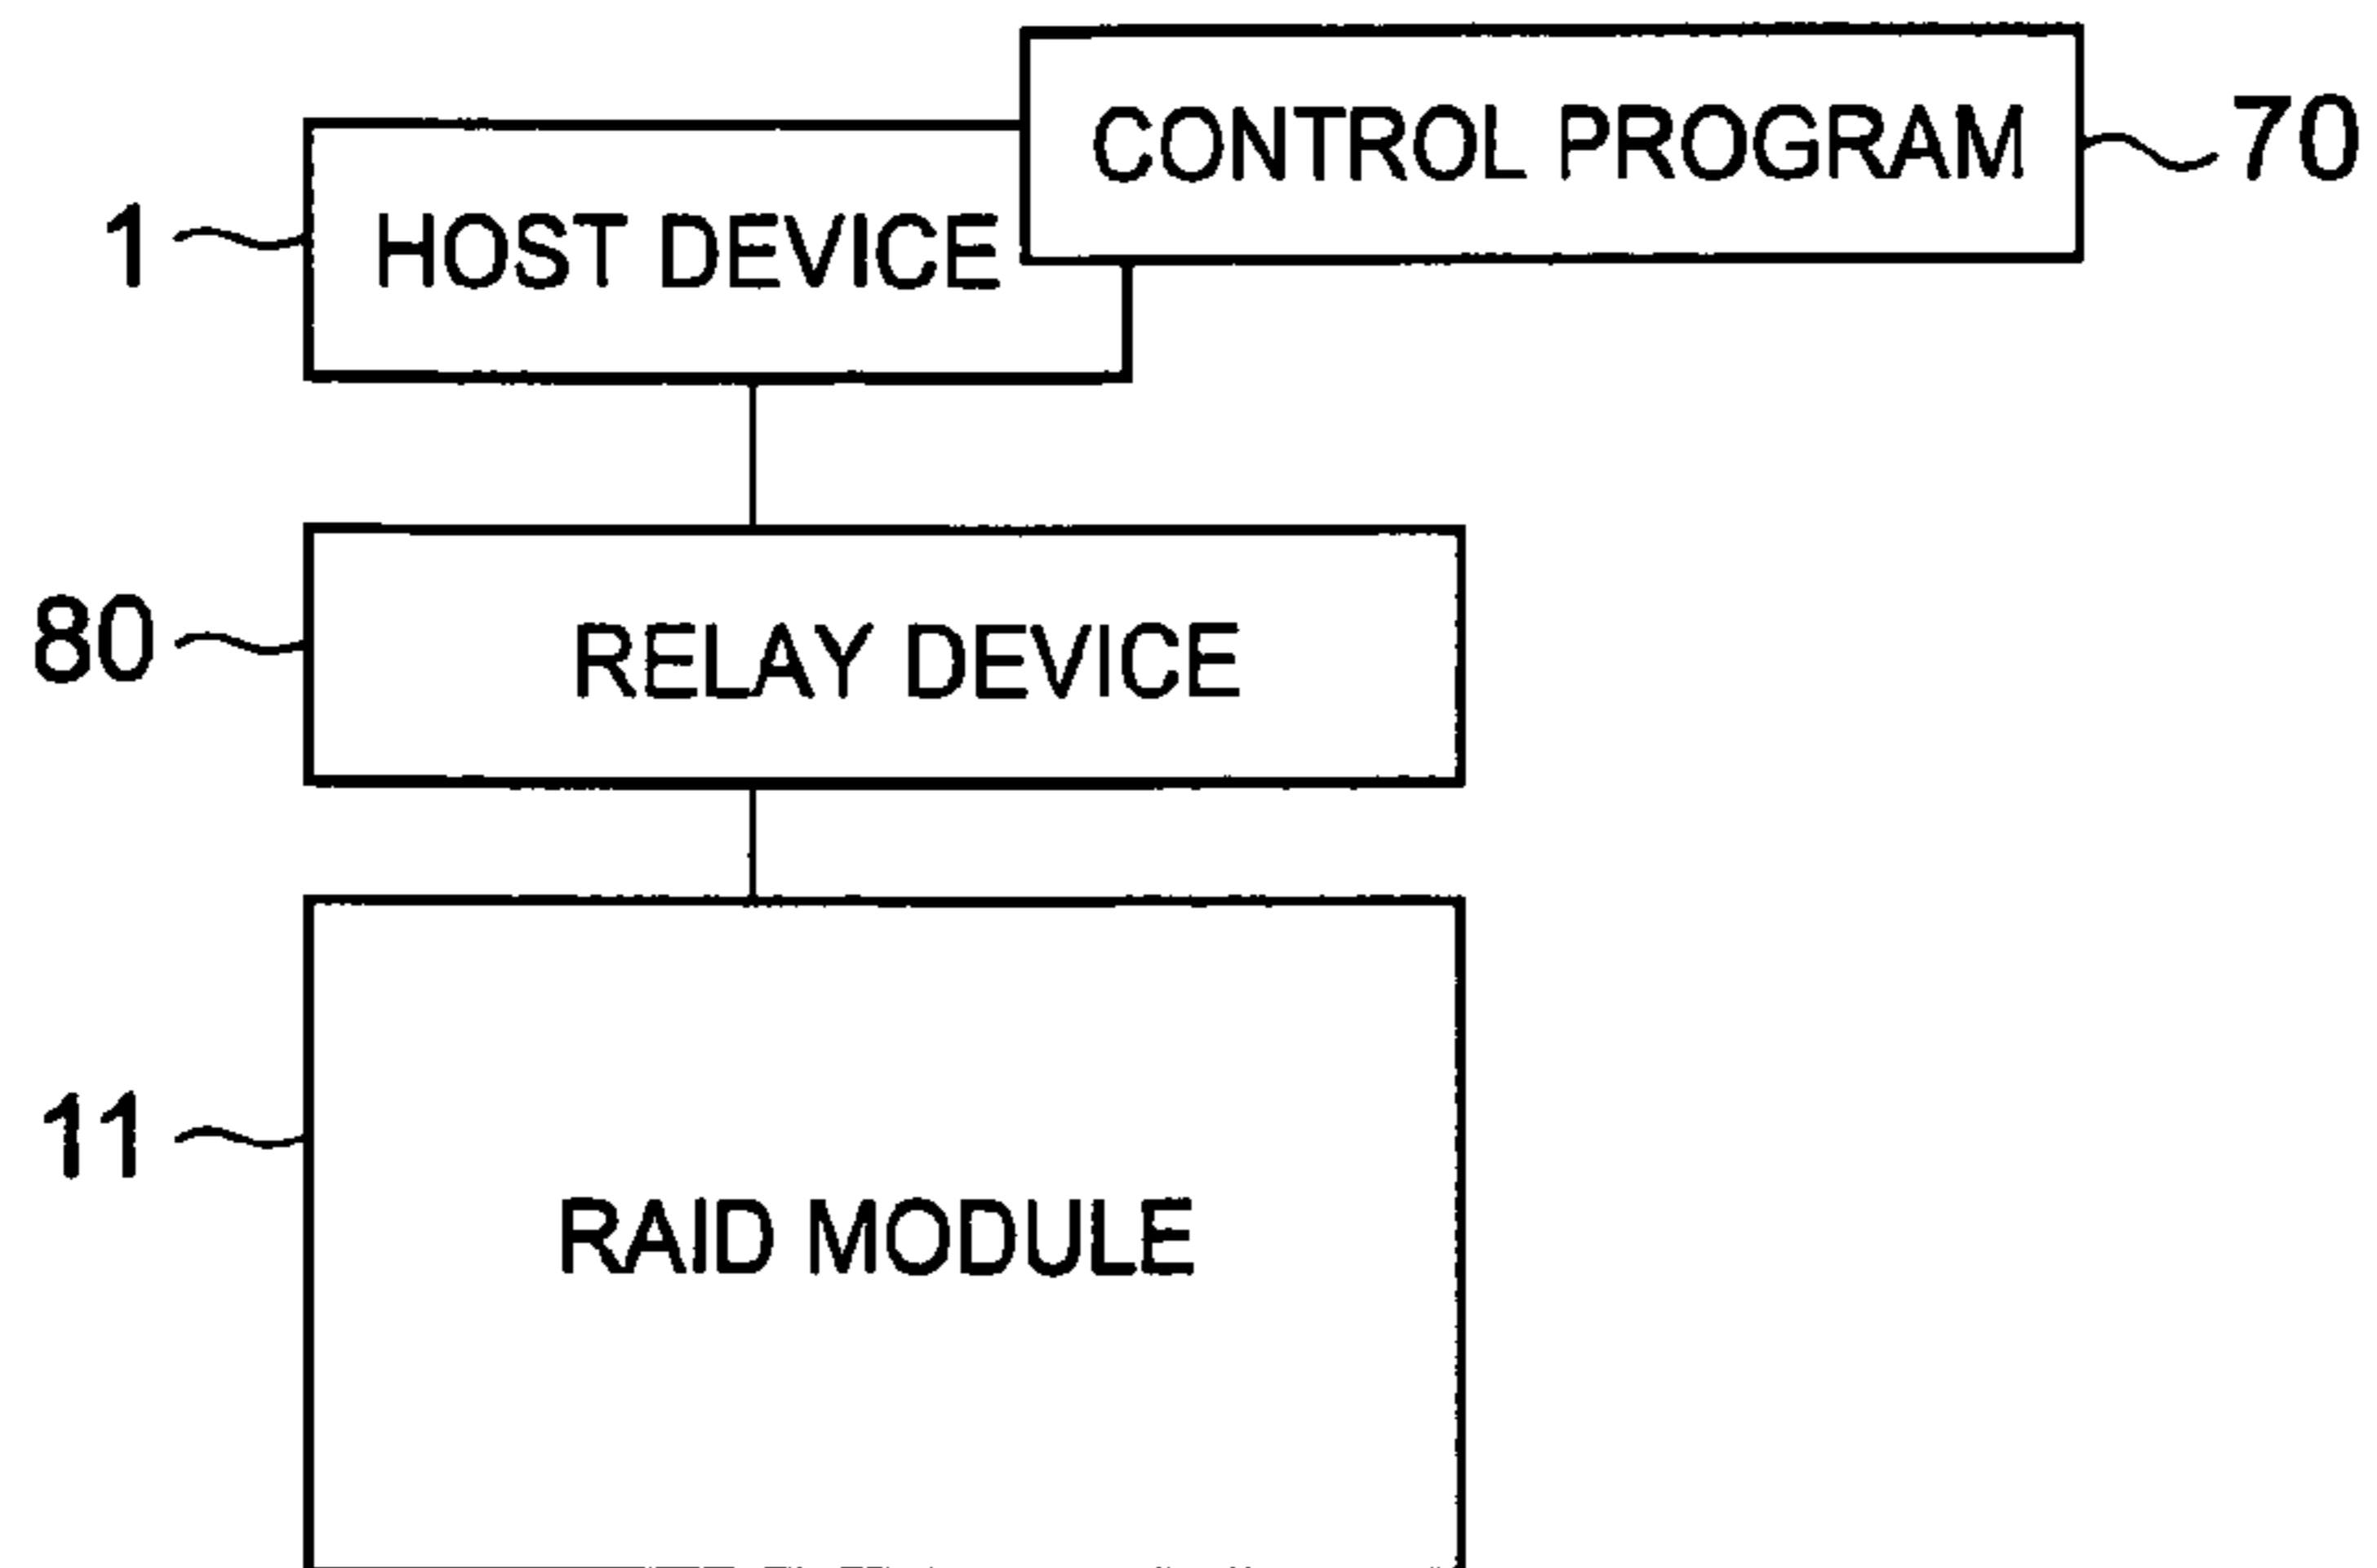 CONTROL PROGRAM
70
1
HOST DEVICE
80
RELAY DEVICE
11
RAID MODULE